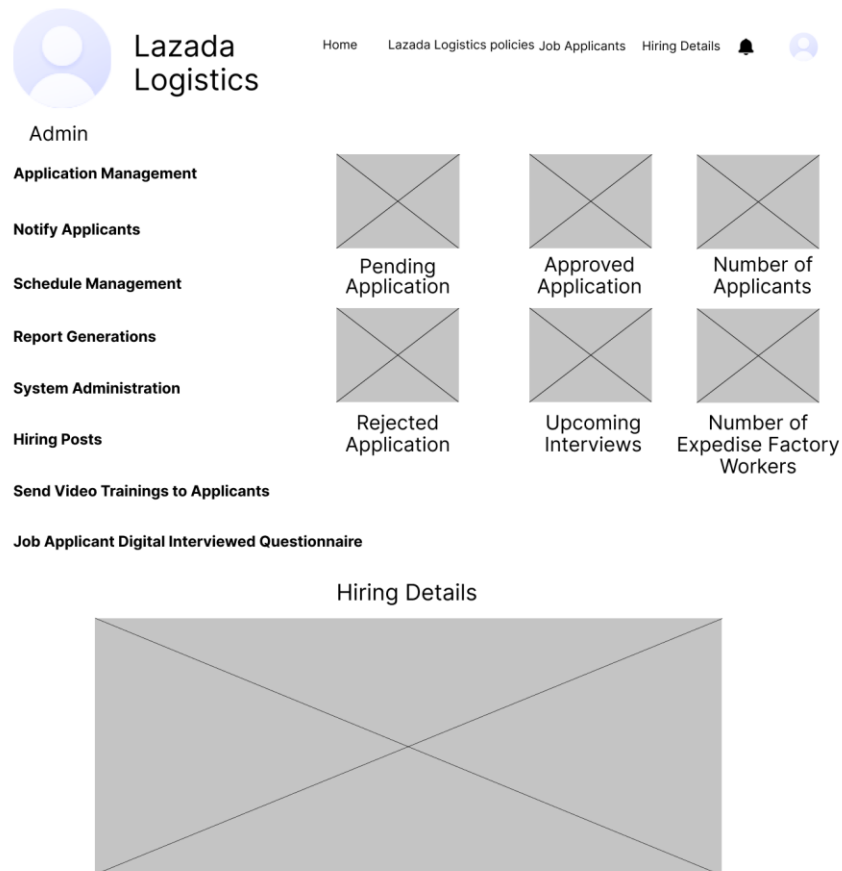 Lazada
Logistics
Home
Lazada Logistics policies
Job Applicants
Hiring Details
Admin
Application Management
Notify Applicants
Schedule Management
Report Generations
System Administration
Hiring Posts
Send Video Trainings to Applicants
Job Applicant Digital Interviewed Questionnaire
Pending
Application
Approved
Application
Number of
Applicants
Rejected
Application
Upcoming
Interviews
Number of
Expedise Factory
Workers
Hiring Details